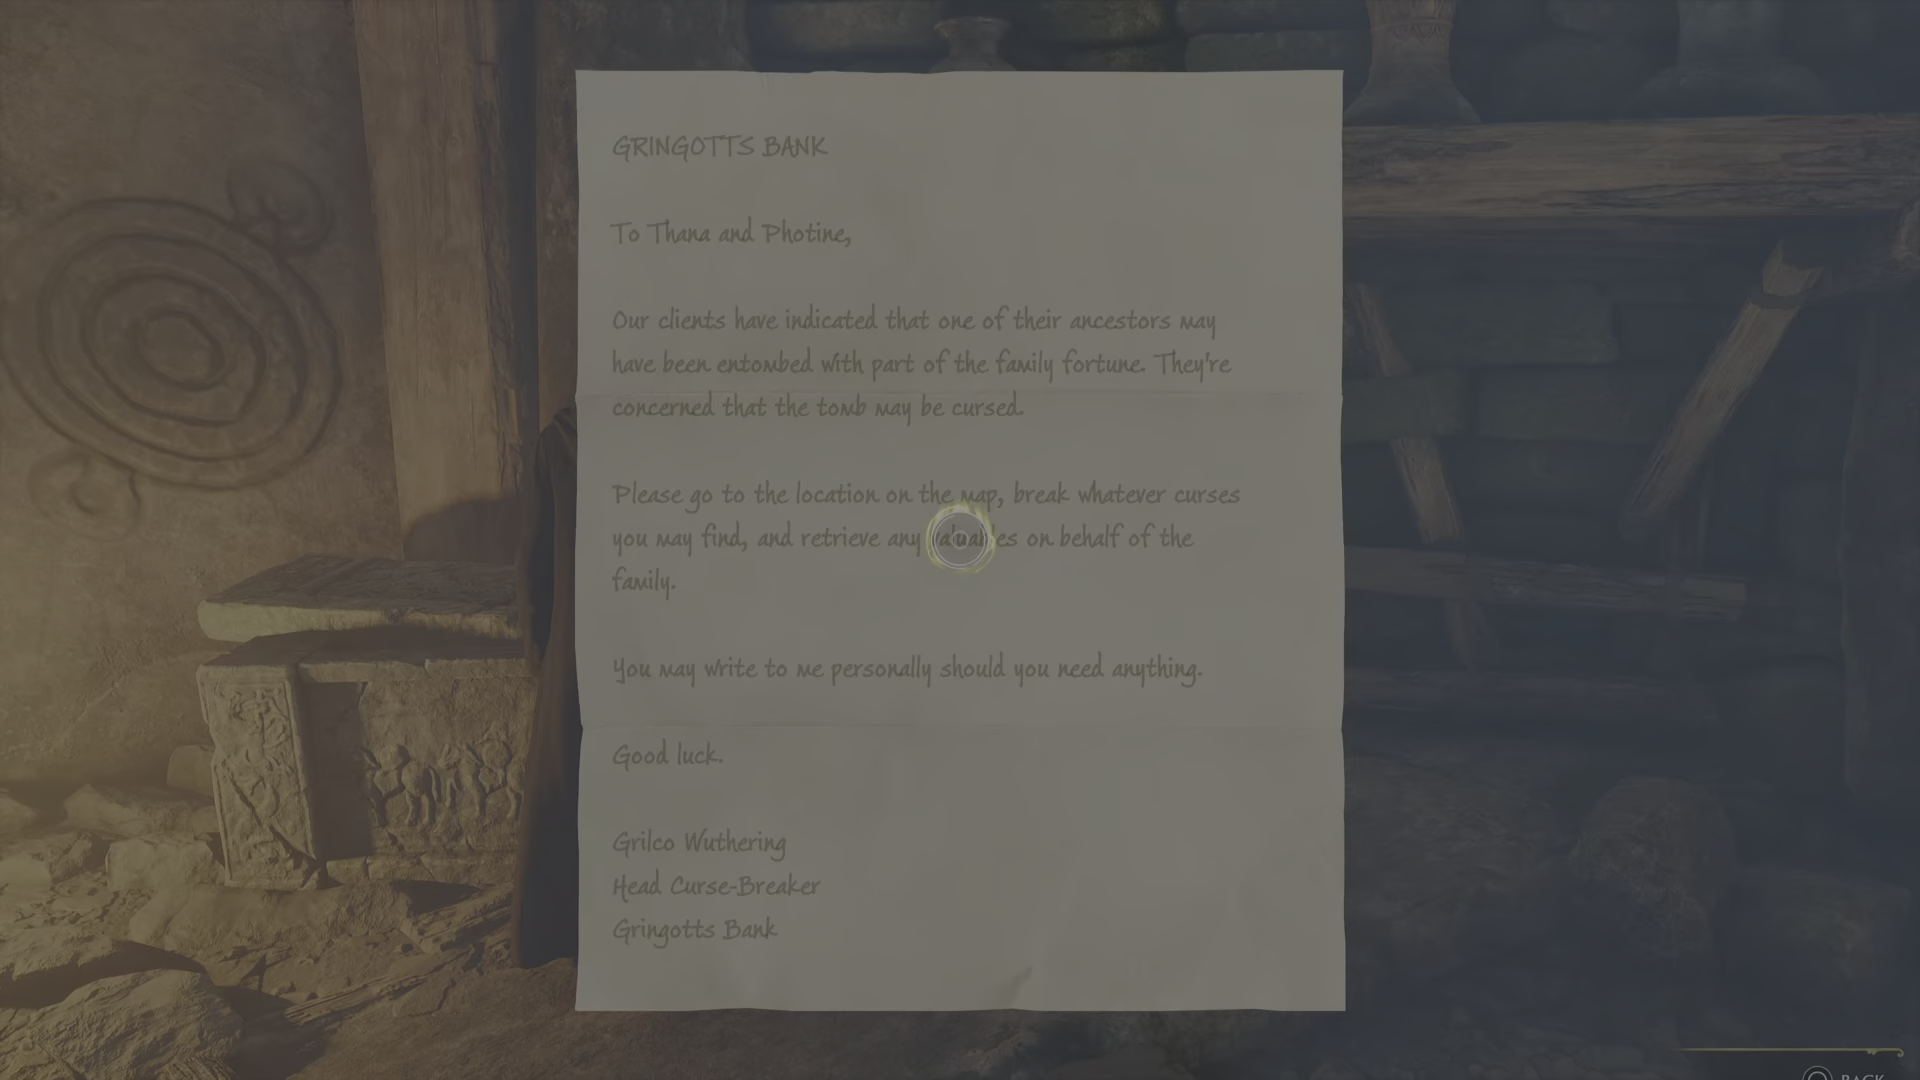 GRINGOTTS BANK
To Thana and Photine,
Our clients have indicated that one of their ancestors may
have been entombed with part of the family fortune. They're
concerned that the tomb may be cursed.
Please go to the location on the map, break whatever curses
you may find, and retrieve any valuables on behalf of the
family.
You may write to me personally should you need anything.
Good luck.
Grilco Wuthering
Head Curse-Breaker
Gringotts Bank
BACK